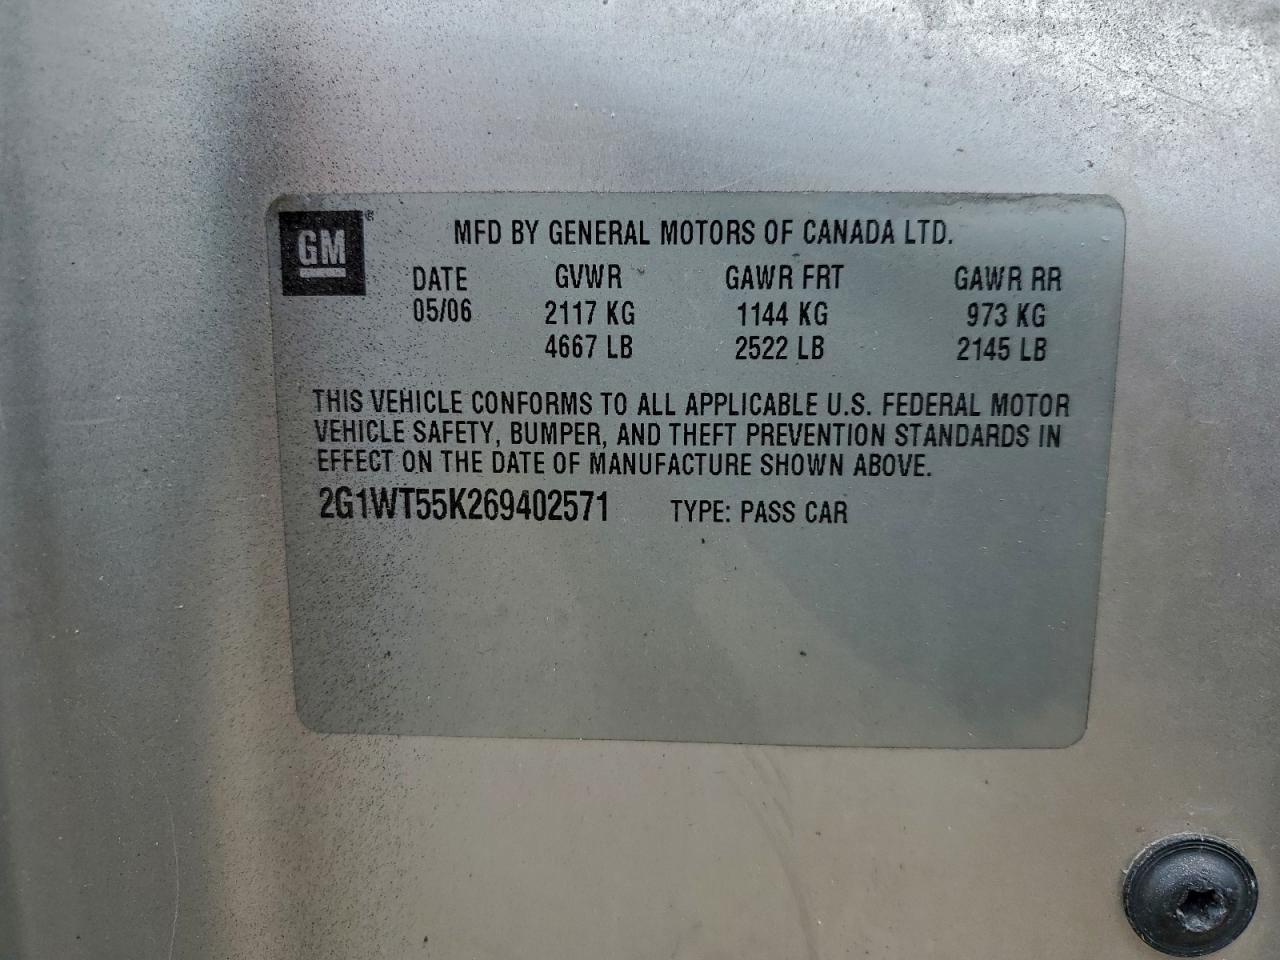 GM®
MFD BY GENERAL MOTORS OF CANADA LTD.
DATE GVWR GAWR FRT GAWR RR
05/06 2117 KG 1144 KG 973 KG
4667 LB 2522 LB 2145 LB
THIS VEHICLE CONFORMS TO ALL APPLICABLE U.S. FEDERAL MOTOR
VEHICLE SAFETY, BUMPER, AND THEFT PREVENTION STANDARDS IN
EFFECT ON THE DATE OF MANUFACTURE SHOWN ABOVE.
2G1WT55K269402571 TYPE: PASS CAR